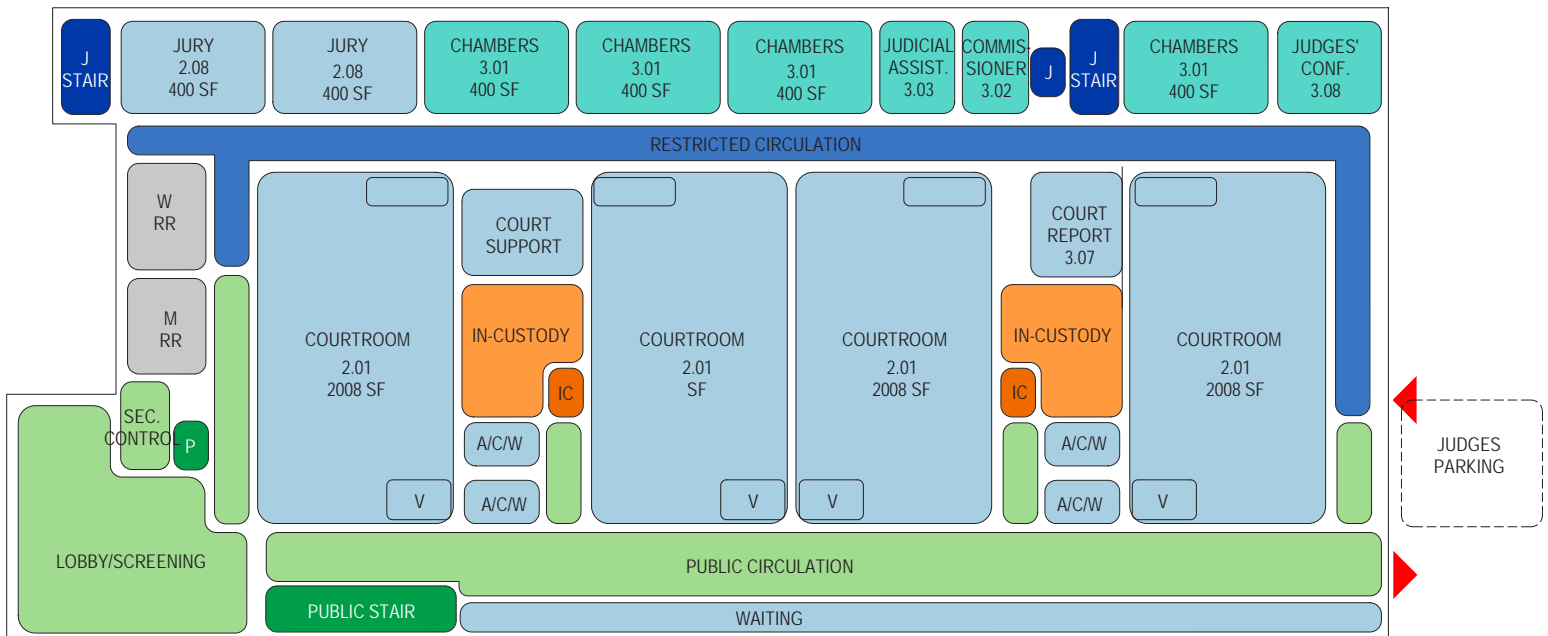 J
STAIR
JURY
2.08
400 SF
JURY
2.08
400 SF
CHAMBERS
3.01
400 SF
CHAMBERS
3.01
400 SF
CHAMBERS
3.01
400 SF
JUDICIAL
ASSIST.
3.03
COMMIS-
SIONER
3.02
J
J
STAIR
CHAMBERS
3.01
400 SF
JUDGES'
CONF.
3.08
RESTRICTED CIRCULATION
W
RR
M
RR
SEC.
CONTROL
P
COURTROOM
2.01
2008 SF
V
COURT
SUPPORT
IN-CUSTODY
IC
A/C/W
A/C/W
COURTROOM
2.01
SF
V
COURTROOM
2.01
2008 SF
V
COURT
REPORT
3.07
IN-CUSTODY
IC
A/C/W
A/C/W
COURTROOM
2.01
2008 SF
V
JUDGES
PARKING
LOBBY/SCREENING
PUBLIC CIRCULATION
PUBLIC STAIR
WAITING